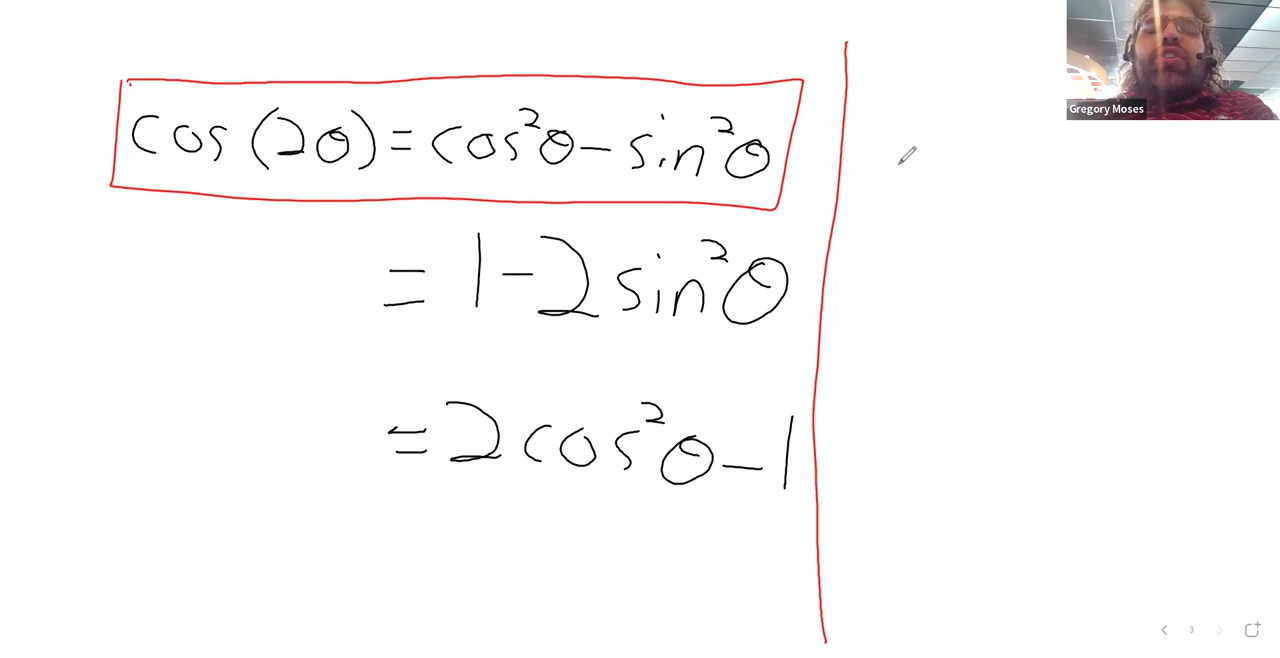 cos(2θ)=cos²θ-sin²θ
=1-2sin²θ
=2cos²θ-1
Gregory Moses
3